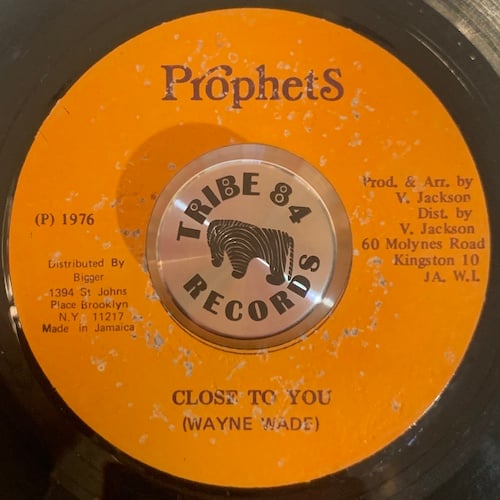 Prophets
TRIBE 84
RECORDS
(P) 1976
Distributed By
Bigger
1394 St Johns
Place Brooklyn
N.Y. 11217
Made in Jamaica
Prod. & Arr. by
V. Jackson
Dist. by
V. Jackson
60 Molynes Road
Kingston 10
JA. W.I.
CLOSE TO YOU
(WAYNE WADE)